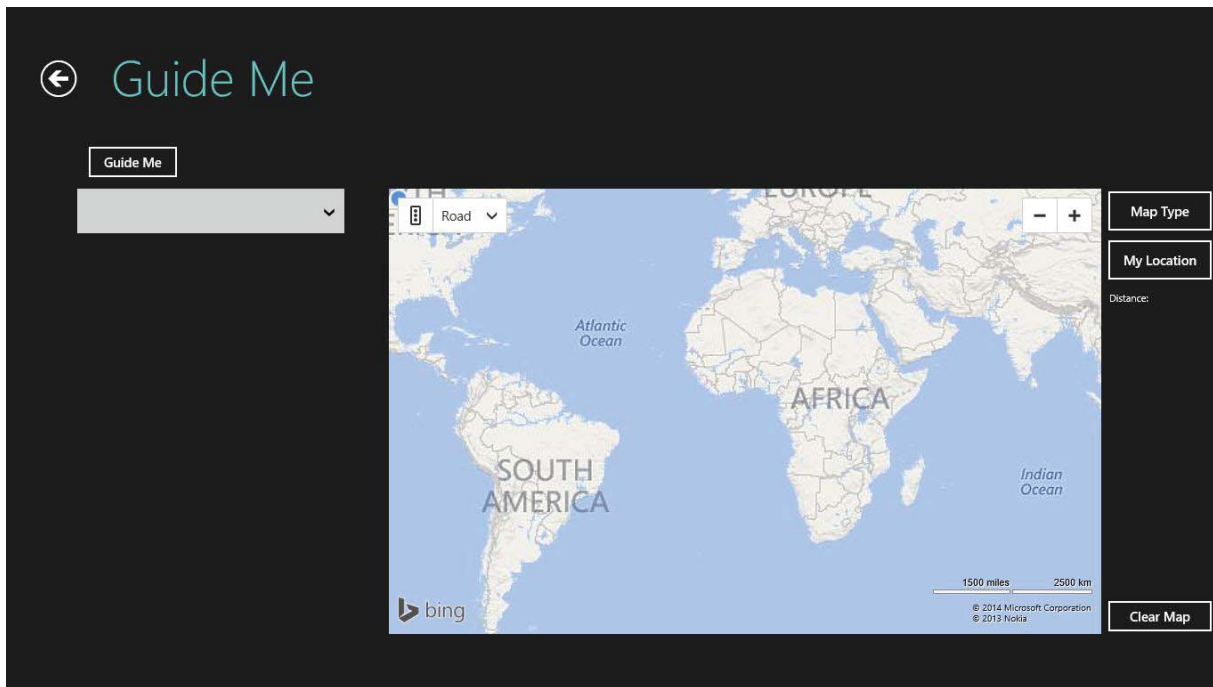 Guide Me
Guide Me
Road
EUROPE
Map Type
My Location
Distance:
Atlantic
Ocean
AFRICA
SOUTH
AMERICA
Indian
Ocean
1500 miles 2500 km
bing
© 2014 Microsoft Corporation
© 2013 Nokia
Clear Map